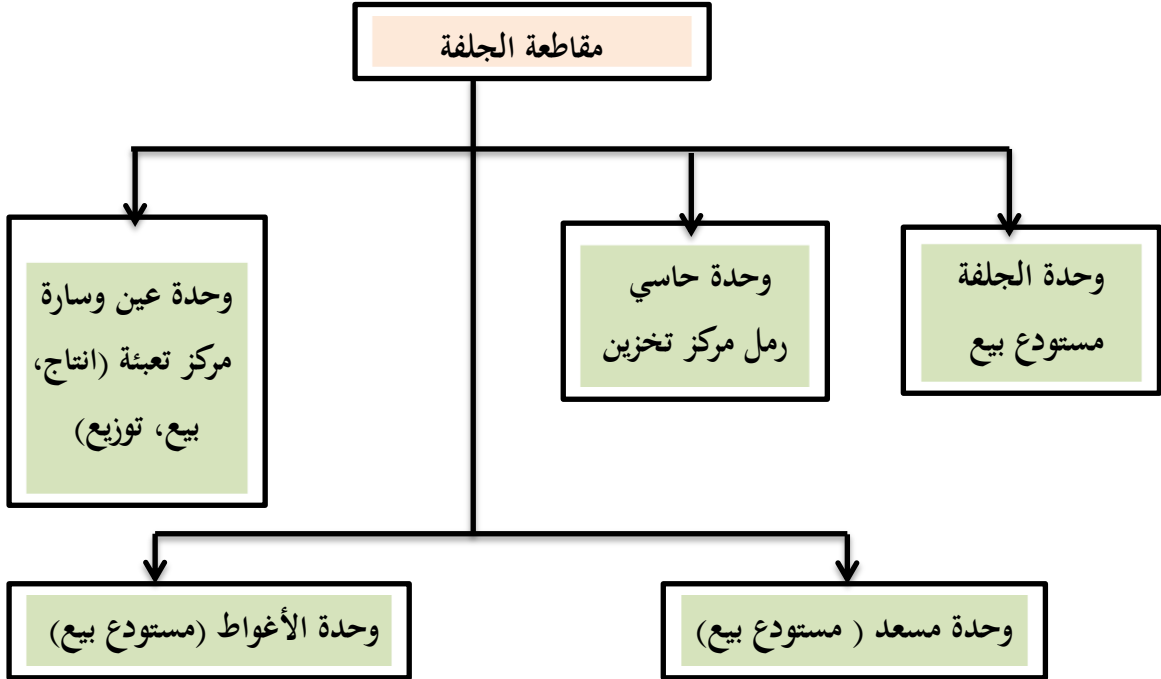 مقاطعة الجلفة
وحدة الجلفة
مستودع بيع
وحدة حاسي
رمل مركز تخزين
وحدة عين وسارة
مركز تعبئة (انتاج،
بيع، توزيع)
وحدة مسعد ( مستودع بيع)
وحدة الأغواط (مستودع بيع)